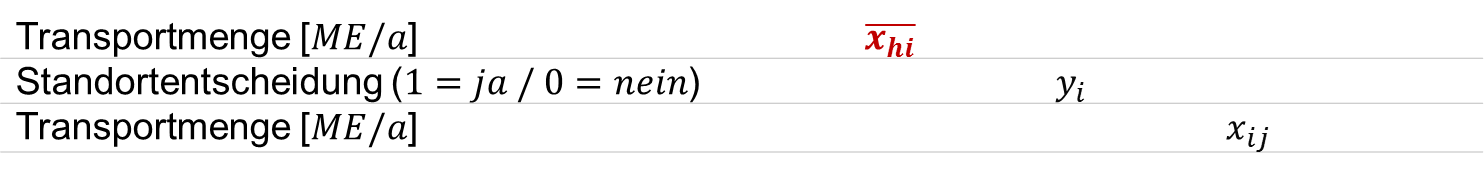 Transportmenge [ME/a] x̅_hi
Standortentscheidung (1 = ja / 0 = nein) y_i
Transportmenge [ME/a] x_ij